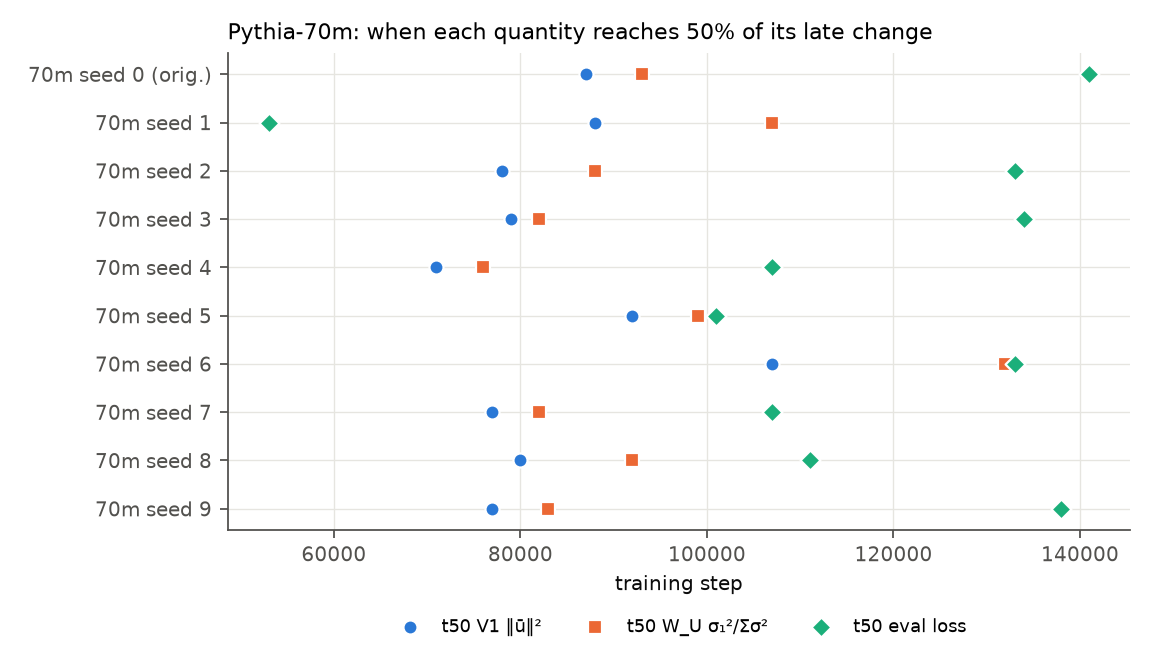 Pythia-70m: when each quantity reaches 50% of its late change
70m seed 0 (orig.)
70m seed 1
70m seed 2
70m seed 3
70m seed 4
70m seed 5
70m seed 6
70m seed 7
70m seed 8
70m seed 9
60000 80000 100000 120000 140000
training step
t50 V1 ‖ū‖² t50 W_U σ₁²/Σσ² t50 eval loss